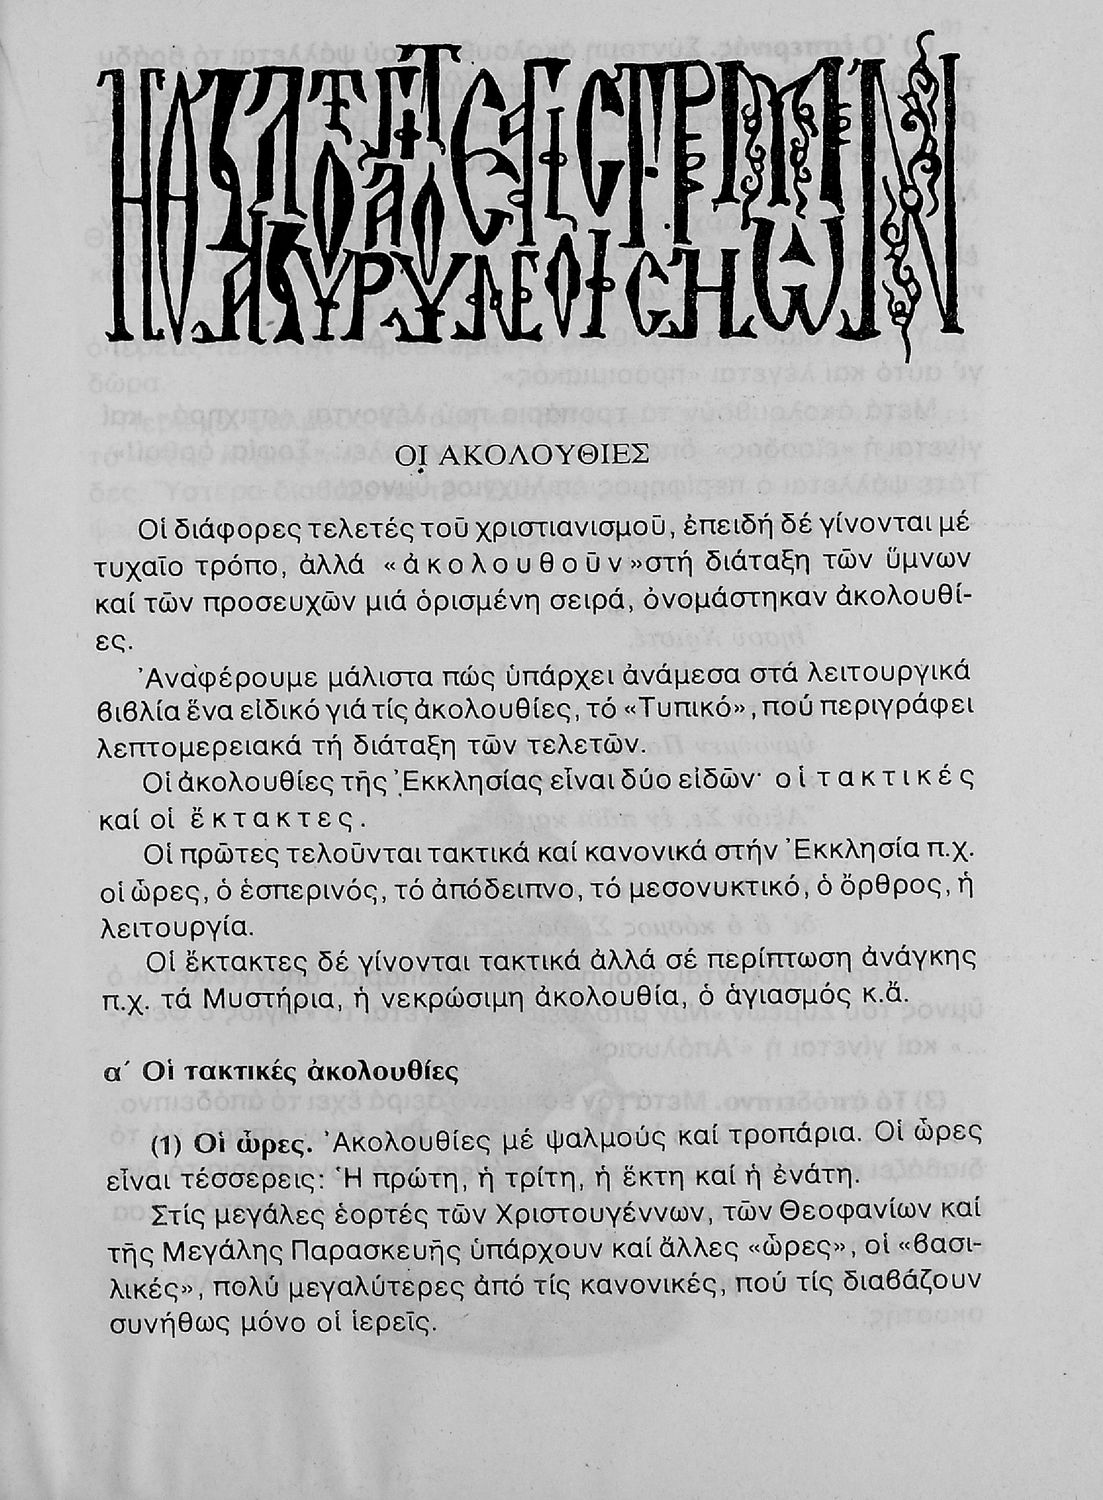 ΟΙ ΑΚΟΛΟΥΘΙΕΣ
Οἱ διάφορες τελετές τοῦ χριστιανισμοῦ, ἐπειδή δέ γίνονται μέ
τυχαῖο τρόπο, ἀλλά «ἀκολουθοῦν»στή διάταξη τῶν ὕμνων
καί τῶν προσευχῶν μιά ὁρισμένη σειρά, ὀνομάστηκαν ἀκολουθί-
ες.
Ἀναφέρουμε μάλιστα πώς ὑπάρχει ἀνάμεσα στά λειτουργικά
βιβλία ἕνα εἰδικό γιά τίς ἀκολουθίες, τό «Τυπικό», πού περιγράφει
λεπτομερειακά τή διάταξη τῶν τελετῶν.
Οἱ ἀκολουθίες τῆς Ἐκκλησίας εἶναι δύο εἰδῶν· οἱ τακτικές
καί οἱ ἔκτακτες.
Οἱ πρῶτες τελοῦνται τακτικά καί κανονικά στήν Ἐκκλησία π.χ.
οἱ ὧρες, ὁ ἑσπερινός, τό ἀπόδειπνο, τό μεσονυκτικό, ὁ ὄρθρος, ἡ
λειτουργία.
Οἱ ἔκτακτες δέ γίνονται τακτικά ἀλλά σέ περίπτωση ἀνάγκης
π.χ. τά Μυστήρια, ἡ νεκρώσιμη ἀκολουθία, ὁ ἁγιασμός κ.ἄ.
α΄ Οἱ τακτικές ἀκολουθίες
(1) Οἱ ὧρες. Ἀκολουθίες μέ ψαλμούς καί τροπάρια. Οἱ ὧρες
εἶναι τέσσερεις: Ἡ πρώτη, ἡ τρίτη, ἡ ἕκτη καί ἡ ἐνάτη.
Στίς μεγάλες ἑορτές τῶν Χριστουγέννων, τῶν Θεοφανίων καί
τῆς Μεγάλης Παρασκευῆς ὑπάρχουν καί ἄλλες «ὧρες», οἱ «βασι-
λικές», πολύ μεγαλύτερες ἀπό τίς κανονικές, πού τίς διαβάζουν
συνήθως μόνο οἱ ἱερεῖς.